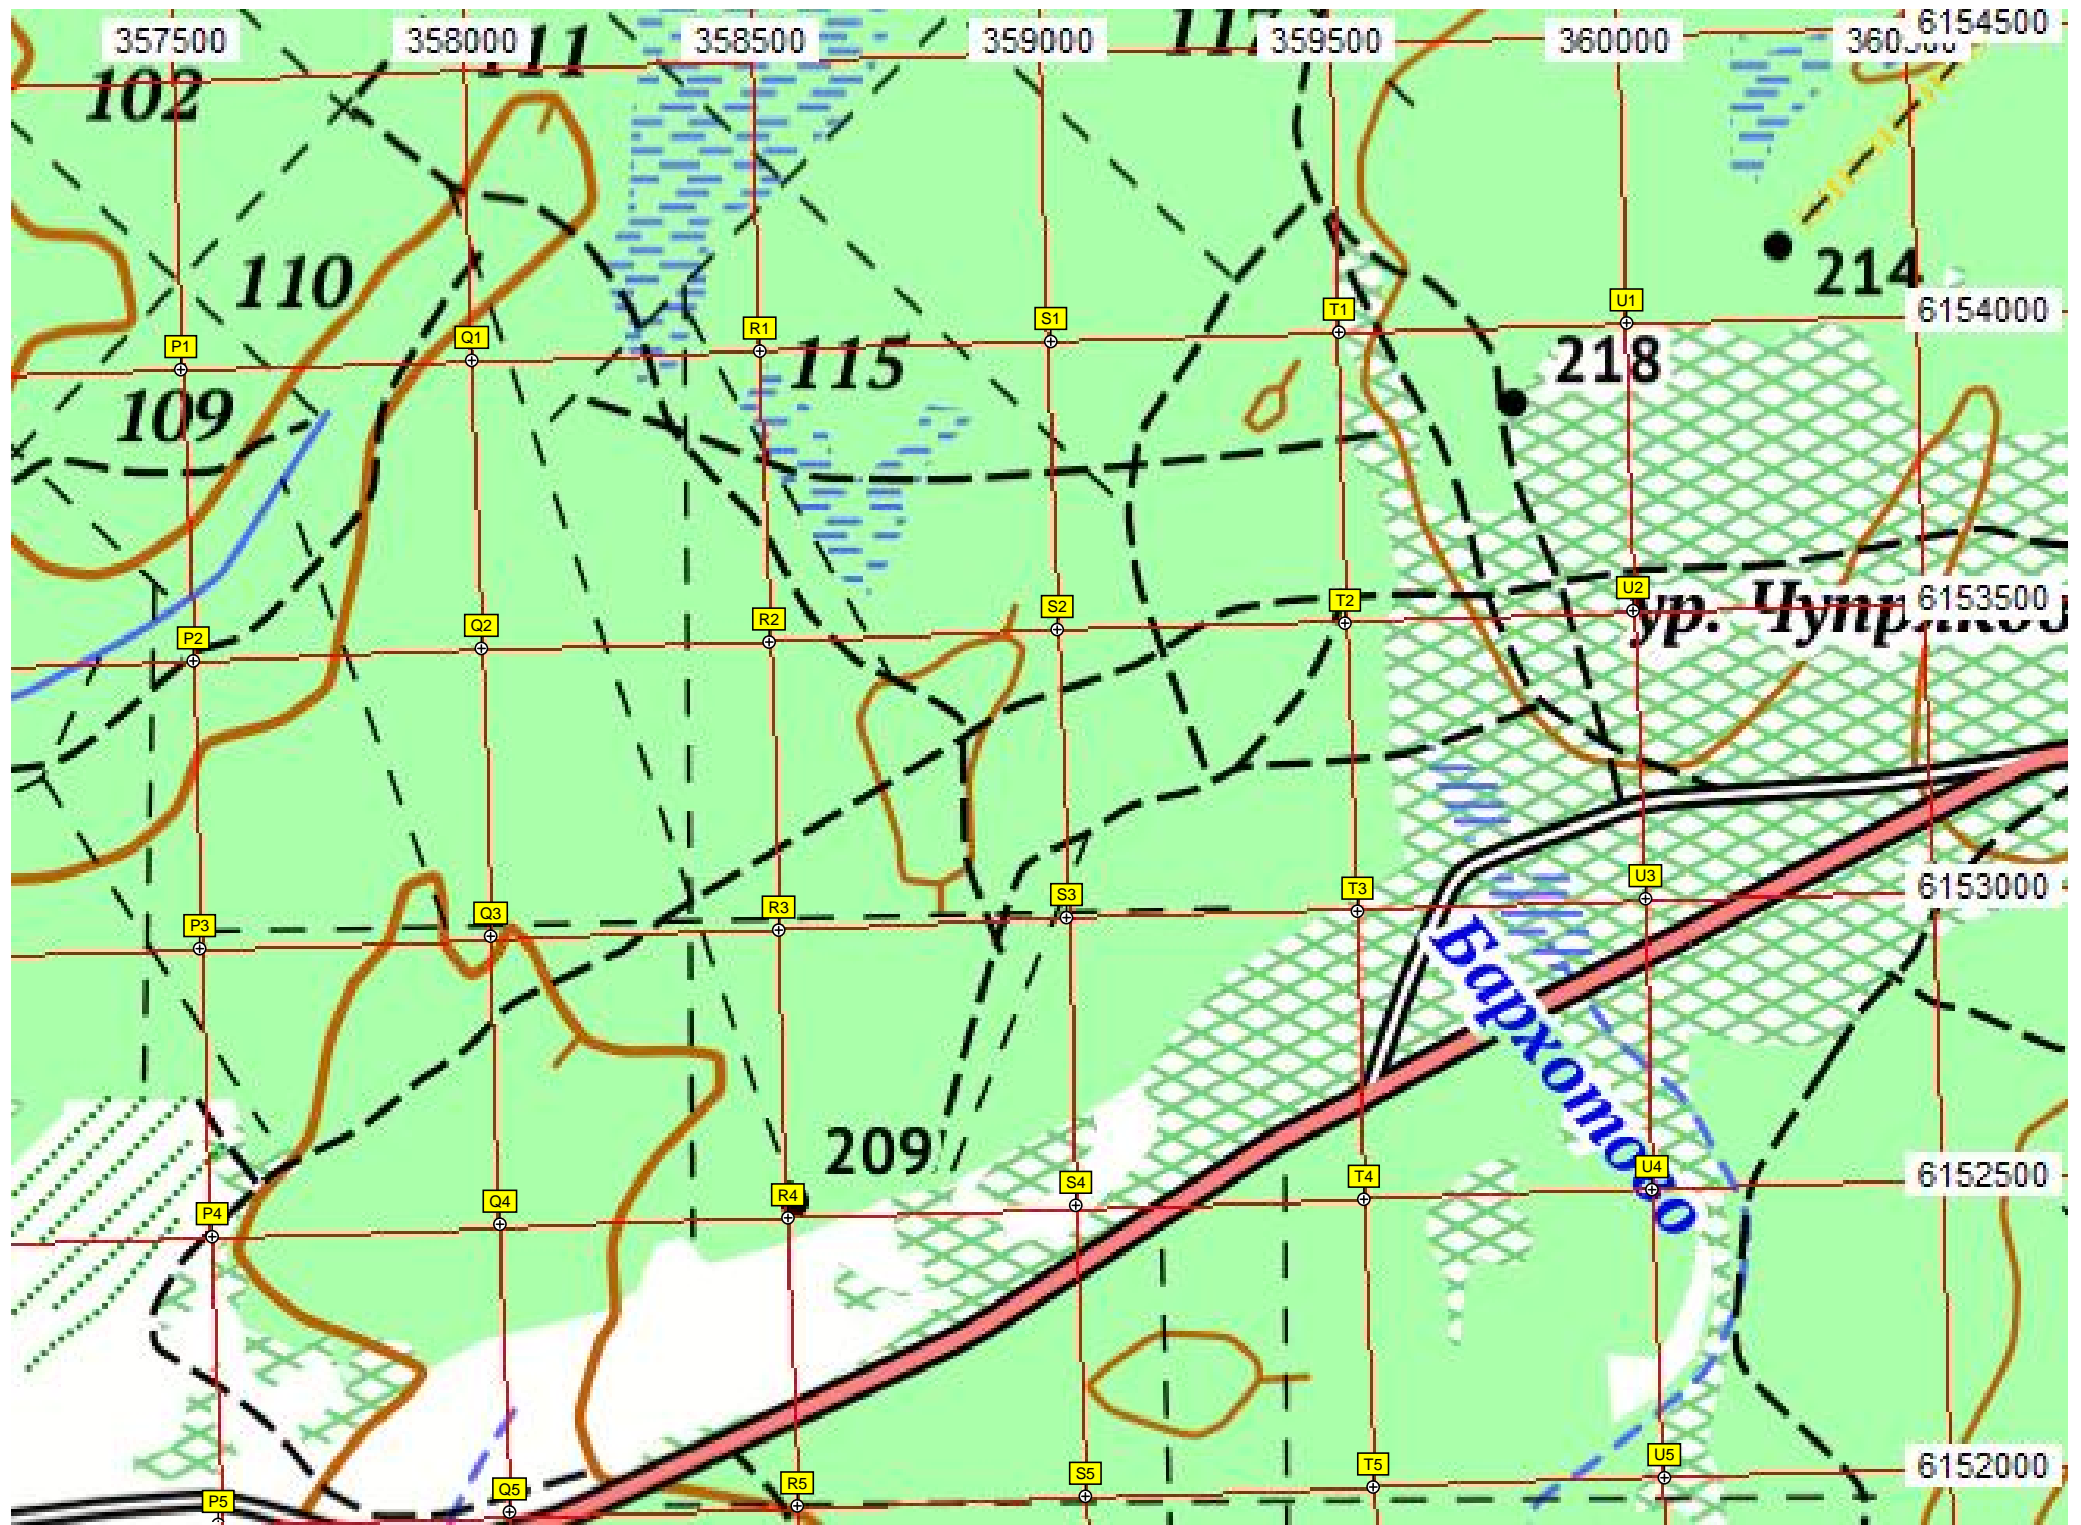 357500 358000 358500 359000 359500 360000 6154500
102 111
110 214
6154000
P1 Q1 R1 S1 T1 U1
109 115 218
P2 Q2 R2 S2 T2 U2
ур. 6153500
P3 Q3 R3 S3 T3 U3
6153000
Бархотово
209
P4 Q4 R4 S4 T4 U4
6152500
P5 Q5 R5 S5 T5 U5
6152000